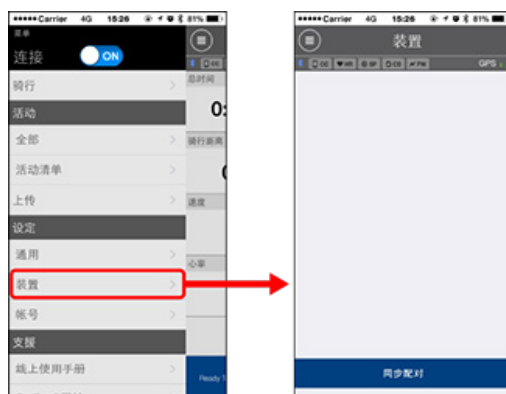 Carrier 4G 15:26 81%
菜单
连接 ON
骑行
活动
全部
活动清单
上传
设定
通用
装置
帐号
支援
线上使用手册
总时间
0:
骑行距离
速度
心率
Ready
Carrier 4G 15:26 81%
装置
GPS
同步配对